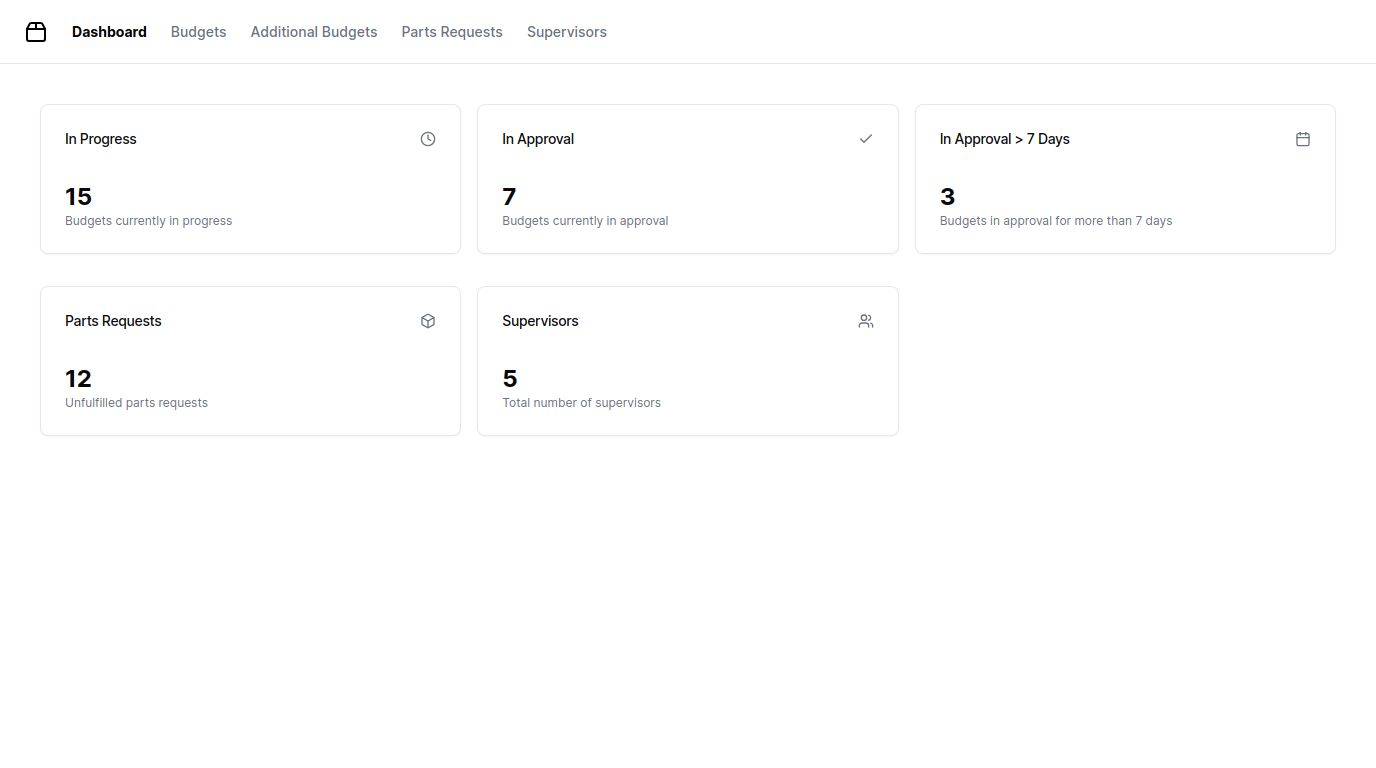 Dashboard Budgets Additional Budgets Parts Requests Supervisors
In Progress
15
Budgets currently in progress
In Approval
7
Budgets currently in approval
In Approval > 7 Days
3
Budgets in approval for more than 7 days
Parts Requests
12
Unfulfilled parts requests
Supervisors
5
Total number of supervisors